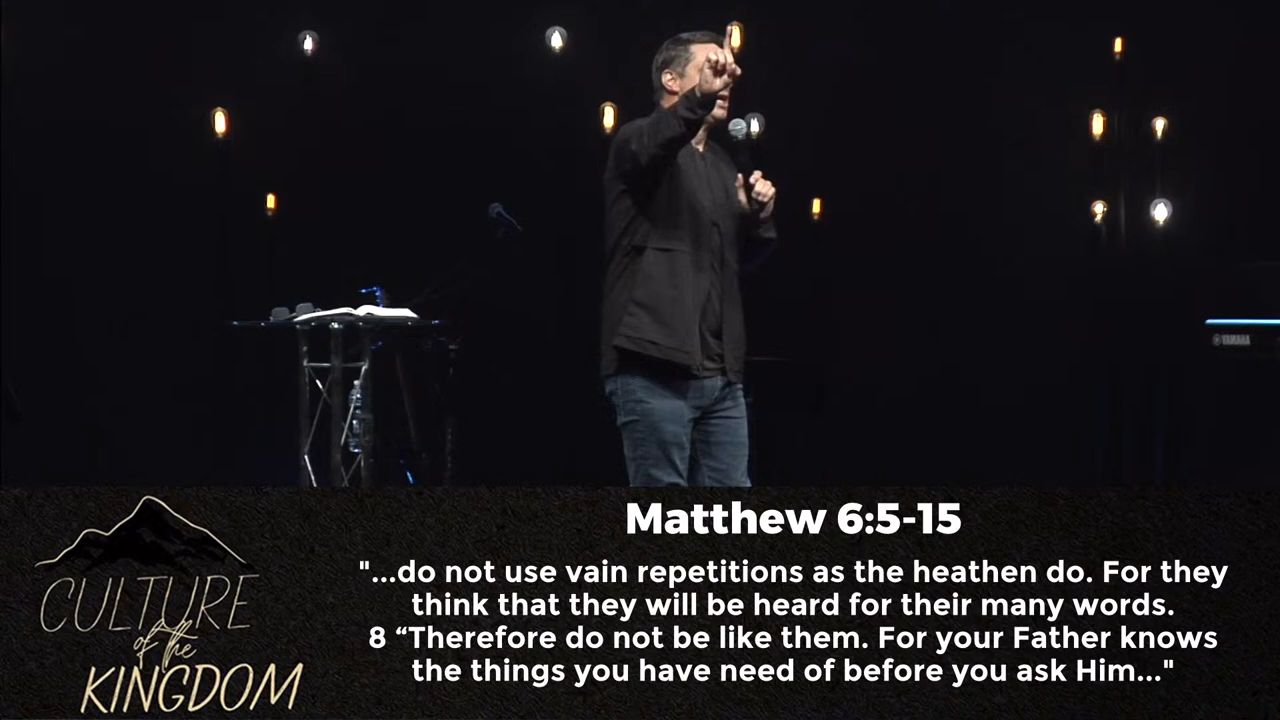 YAMAHA
Matthew 6:5-15
"...do not use vain repetitions as the heathen do. For they
think that they will be heard for their many words.
8 “Therefore do not be like them. For your Father knows
the things you have need of before you ask Him..."
CULTURE
of the
KINGDOM